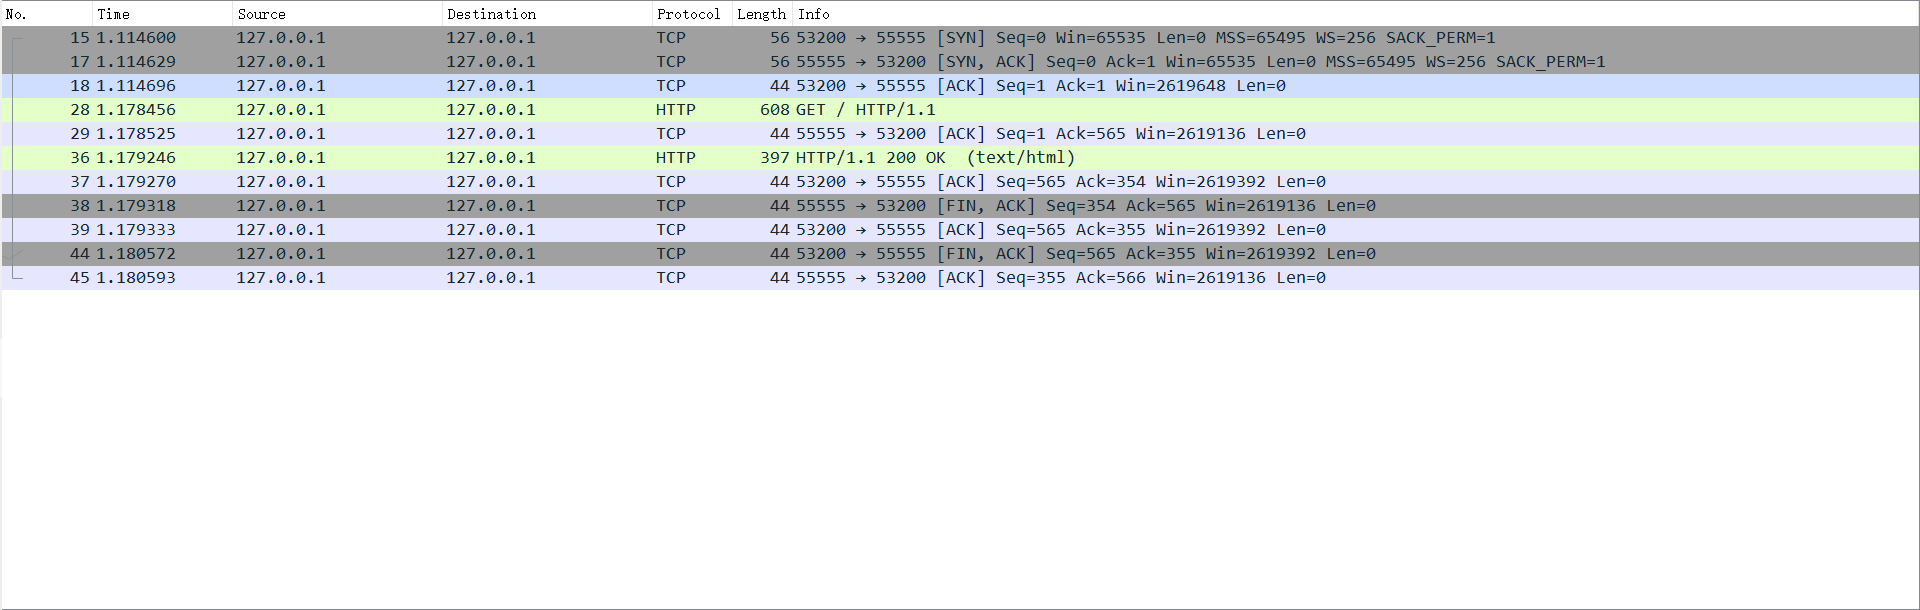 No. Time Source Destination Protocol Length Info
15 1.114600 127.0.0.1 127.0.0.1 TCP 56 53200 → 55555 [SYN] Seq=0 Win=65535 Len=0 MSS=65495 WS=256 SACK_PERM=1
17 1.114629 127.0.0.1 127.0.0.1 TCP 56 55555 → 53200 [SYN, ACK] Seq=0 Ack=1 Win=65535 Len=0 MSS=65495 WS=256 SACK_PERM=1
18 1.114696 127.0.0.1 127.0.0.1 TCP 44 53200 → 55555 [ACK] Seq=1 Ack=1 Win=2619648 Len=0
28 1.178456 127.0.0.1 127.0.0.1 HTTP 608 GET / HTTP/1.1
29 1.178525 127.0.0.1 127.0.0.1 TCP 44 55555 → 53200 [ACK] Seq=1 Ack=565 Win=2619136 Len=0
36 1.179246 127.0.0.1 127.0.0.1 HTTP 397 HTTP/1.1 200 OK (text/html)
37 1.179270 127.0.0.1 127.0.0.1 TCP 44 53200 → 55555 [ACK] Seq=565 Ack=354 Win=2619392 Len=0
38 1.179318 127.0.0.1 127.0.0.1 TCP 44 55555 → 53200 [FIN, ACK] Seq=354 Ack=565 Win=2619136 Len=0
39 1.179333 127.0.0.1 127.0.0.1 TCP 44 53200 → 55555 [ACK] Seq=565 Ack=355 Win=2619392 Len=0
44 1.180572 127.0.0.1 127.0.0.1 TCP 44 53200 → 55555 [FIN, ACK] Seq=565 Ack=355 Win=2619392 Len=0
45 1.180593 127.0.0.1 127.0.0.1 TCP 44 55555 → 53200 [ACK] Seq=355 Ack=566 Win=2619136 Len=0